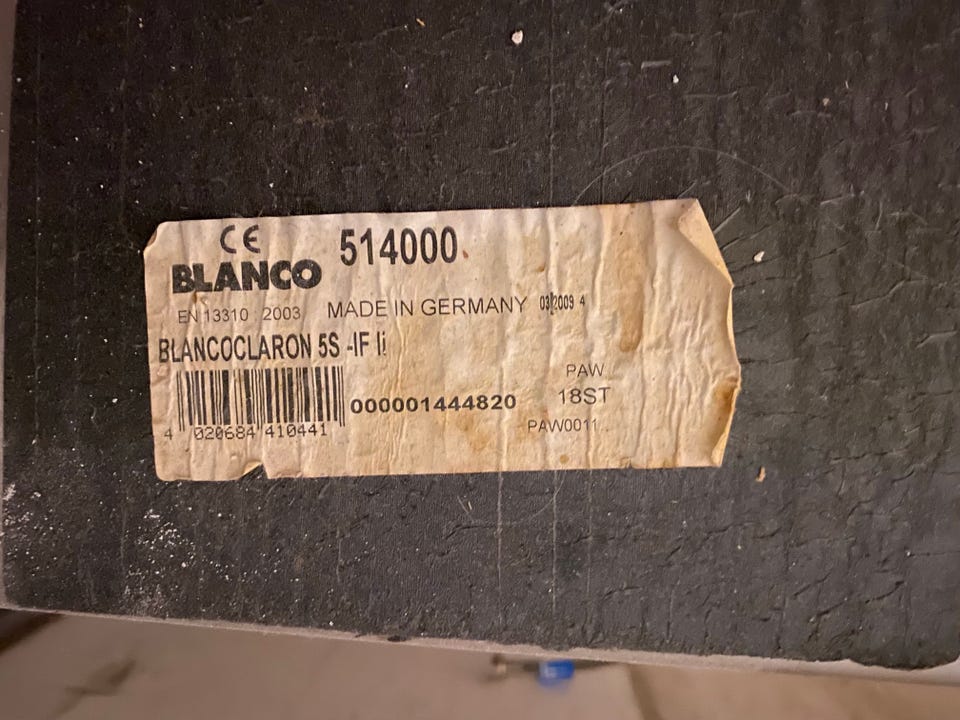 CE 514000
BLANCO
EN 13310 : 2003 MADE IN GERMANY 03/2009 4
BLANCOCLARON 5S -IF li
PAW
000001444820 18ST
4 020684 410441 PAW0011